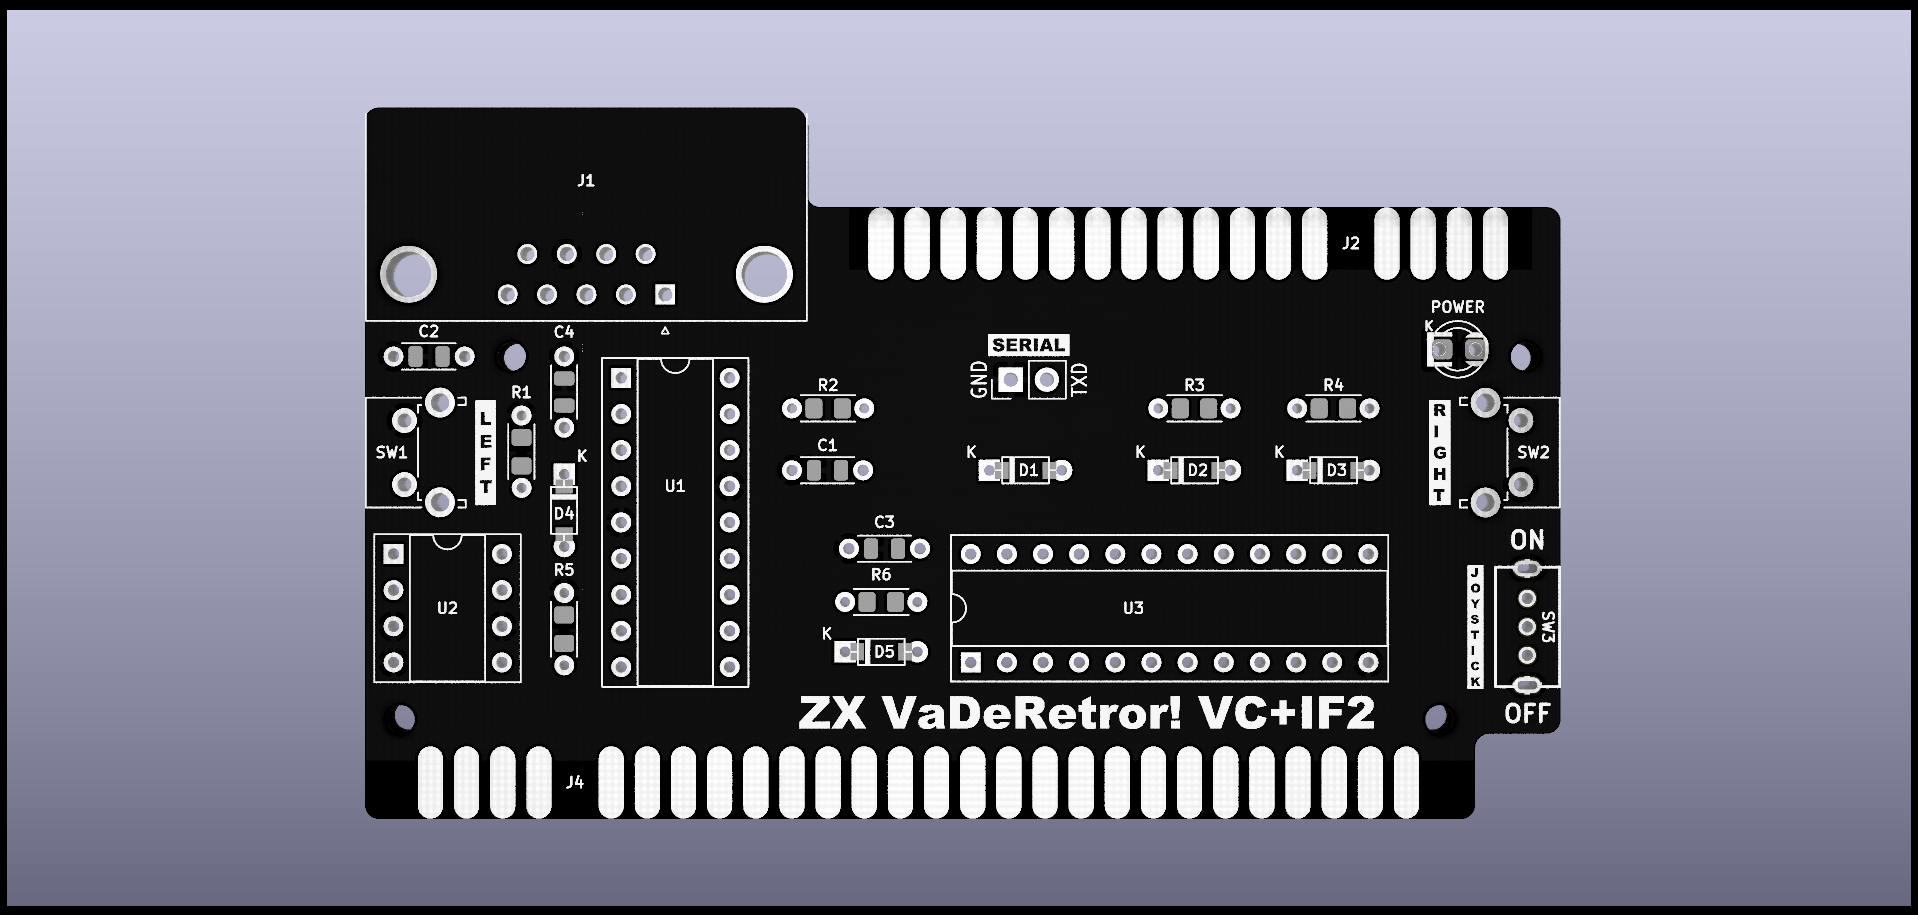 J1
J2
POWER
K
C2
C4
SERIAL
GND
TXD
R1
R2
R3
R4
LEFT
RIGHT
SW1
SW2
K
U1
C1
K
D1
K
D2
K
D3
D4
C3
ON
R5
R6
U2
U3
JOYSTICK
SW3
K
D5
ZX VaDeRetror! VC+IF2
OFF
J4